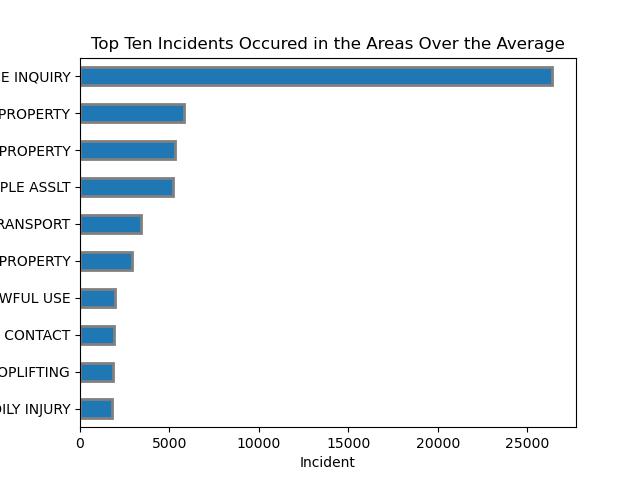 Top Ten Incidents Occured in the Areas Over the Average
E INQUIRY
PROPERTY
PROPERTY
PLE ASSLT
RANSPORT
PROPERTY
WFUL USE
CONTACT
OPLIFTING
ILY INJURY
0 5000 10000 15000 20000 25000
Incident